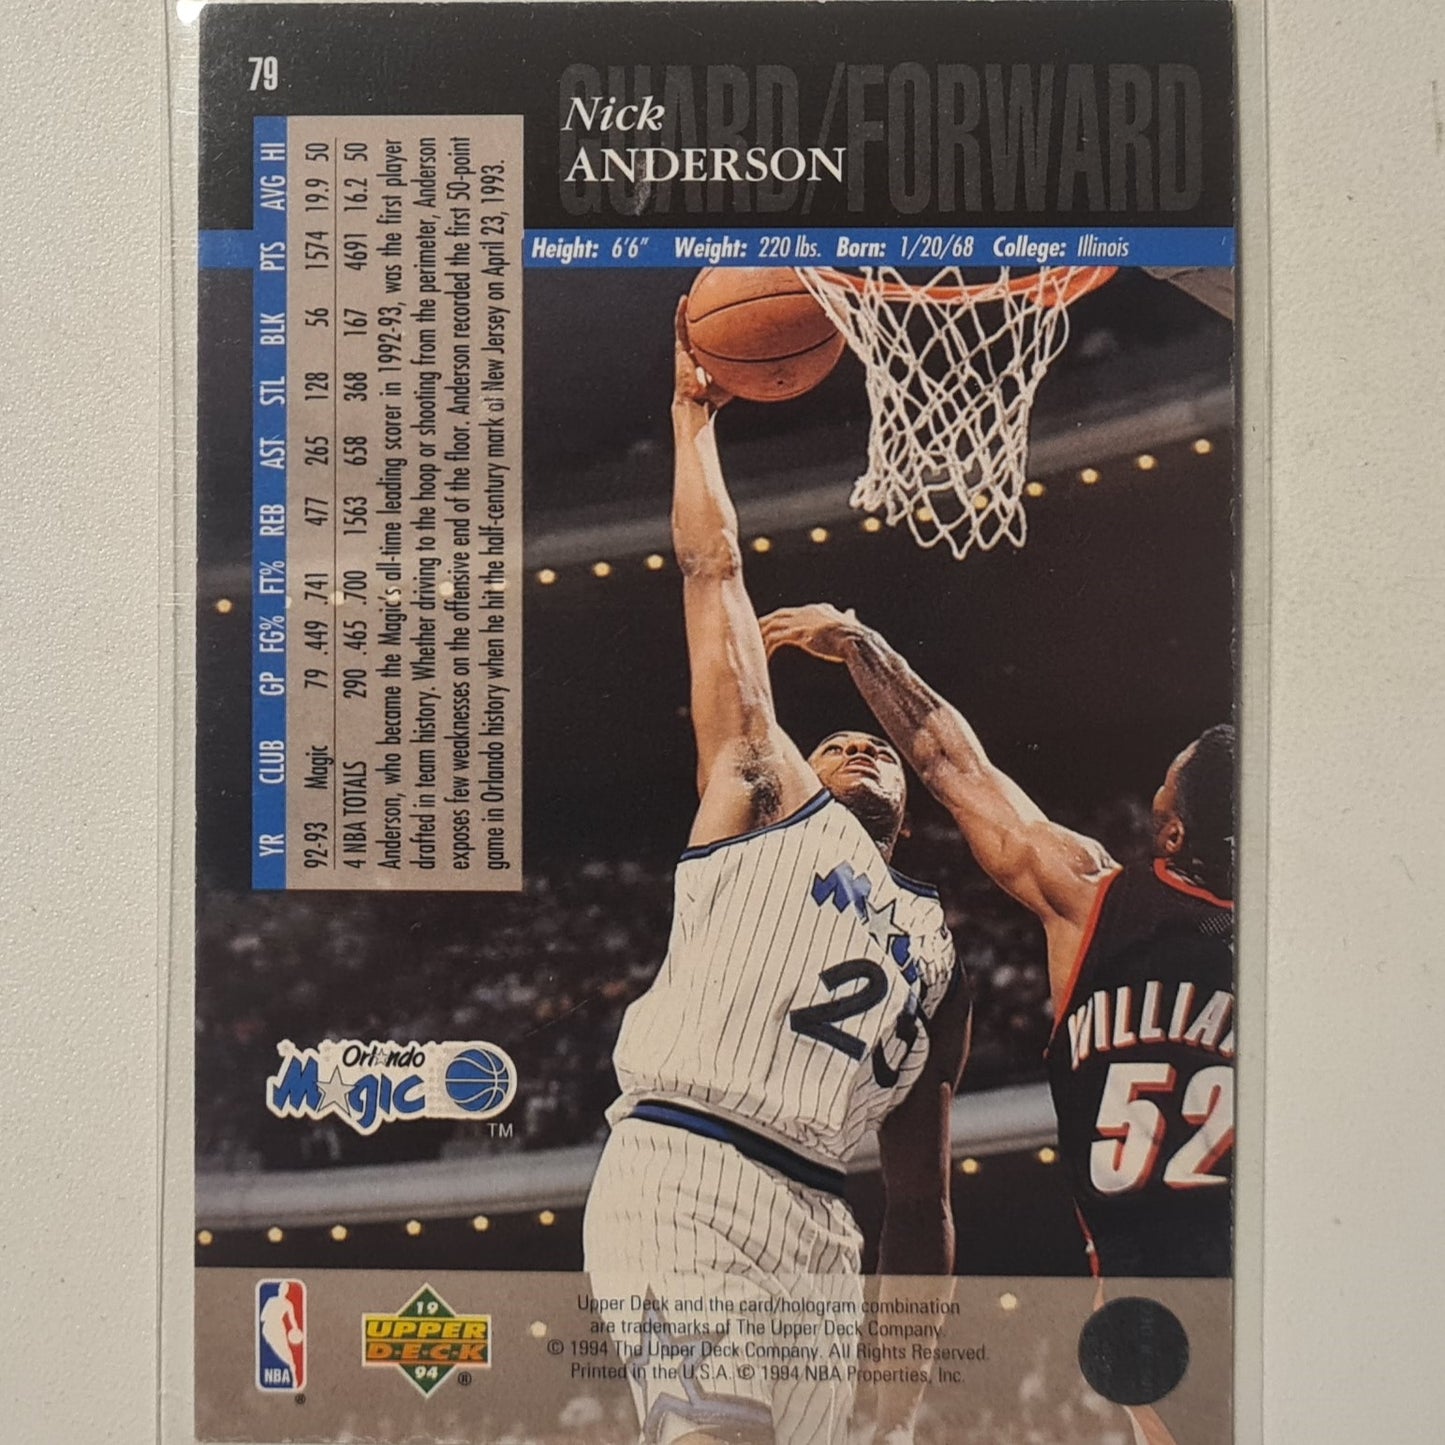 79
GUARD/FORWARD
Nick
ANDERSON
Height: 6'6" Weight: 220 lbs. Born: 1/20/68 College: Illinois
YR CLUB GP FG% FT% REB AST STL BLK PTS AVG HI
92-93 Magic 79 .449 .741 477 265 128 56 1574 19.9 50
4 NBA TOTALS 290 .465 .700 1563 658 368 167 4691 16.2 50
Anderson, who became the Magic's all-time leading scorer in 1992-93, was the first player
drafted in team history. Whether driving to the hoop or shooting from the perimeter, Anderson
exposes few weaknesses on the offensive end of the floor. Anderson recorded the first 50-point
game in Orlando history when he hit the half-century mark at New Jersey on April 23, 1993.
Magic
25
WILLIA
52
Orlando
Magic
TM
NBA
®
19
UPPER
DECK
94
®
Upper Deck and the card/hologram combination
are trademarks of The Upper Deck Company.
© 1994 The Upper Deck Company. All Rights Reserved.
Printed in the U.S.A. © 1994 NBA Properties, Inc.